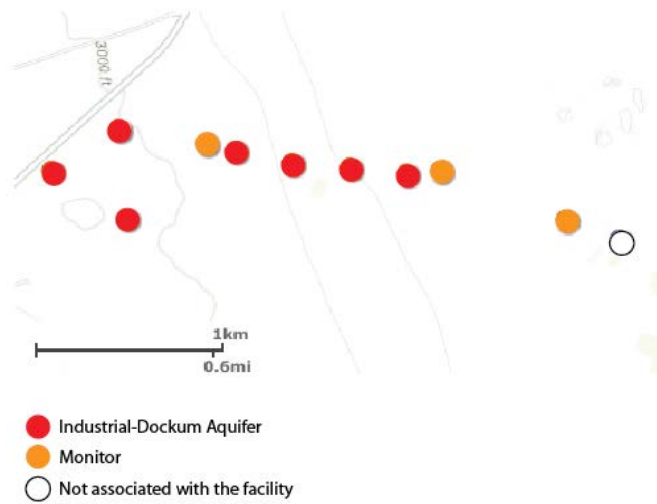 3000 ft
1km
0.6mi
Industrial-Dockum Aquifer
Monitor
Not associated with the facility